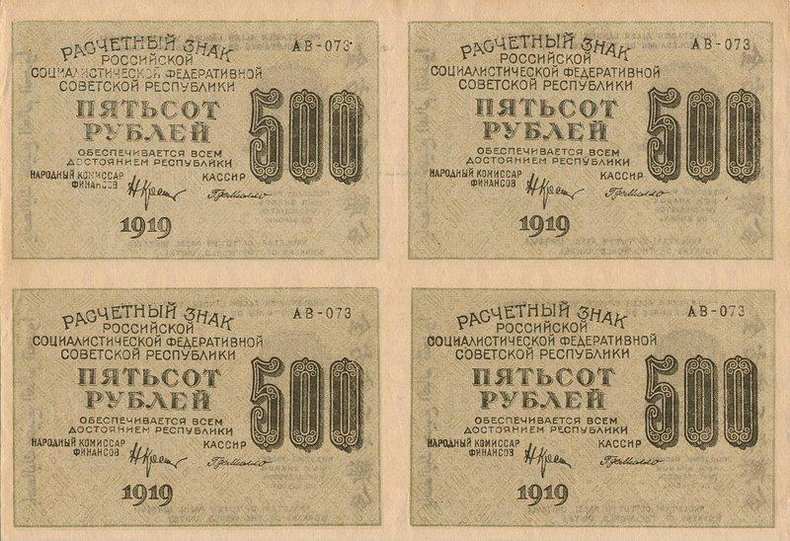 РАСЧЕТНЫЙ ЗНАК АВ-073
РОССИЙСКОЙ
СОЦИАЛИСТИЧЕСКОЙ ФЕДЕРАТИВНОЙ
СОВЕТСКОЙ РЕСПУБЛИКИ
ПЯТЬСОТ
РУБЛЕЙ
500
ОБЕСПЕЧИВАЕТСЯ ВСЕМ
ДОСТОЯНИЕМ РЕСПУБЛИКИ
НАРОДНЫЙ КОМИССАР
ФИНАНСОВ
КАССИР
1919
РАСЧЕТНЫЙ ЗНАК АВ-073
РОССИЙСКОЙ
СОЦИАЛИСТИЧЕСКОЙ ФЕДЕРАТИВНОЙ
СОВЕТСКОЙ РЕСПУБЛИКИ
ПЯТЬСОТ
РУБЛЕЙ
500
ОБЕСПЕЧИВАЕТСЯ ВСЕМ
ДОСТОЯНИЕМ РЕСПУБЛИКИ
НАРОДНЫЙ КОМИССАР
ФИНАНСОВ
КАССИР
1919
РАСЧЕТНЫЙ ЗНАК АВ-073
РОССИЙСКОЙ
СОЦИАЛИСТИЧЕСКОЙ ФЕДЕРАТИВНОЙ
СОВЕТСКОЙ РЕСПУБЛИКИ
ПЯТЬСОТ
РУБЛЕЙ
500
ОБЕСПЕЧИВАЕТСЯ ВСЕМ
ДОСТОЯНИЕМ РЕСПУБЛИКИ
НАРОДНЫЙ КОМИССАР
ФИНАНСОВ
КАССИР
1919
РАСЧЕТНЫЙ ЗНАК АВ-073
РОССИЙСКОЙ
СОЦИАЛИСТИЧЕСКОЙ ФЕДЕРАТИВНОЙ
СОВЕТСКОЙ РЕСПУБЛИКИ
ПЯТЬСОТ
РУБЛЕЙ
500
ОБЕСПЕЧИВАЕТСЯ ВСЕМ
ДОСТОЯНИЕМ РЕСПУБЛИКИ
НАРОДНЫЙ КОМИССАР
ФИНАНСОВ
КАССИР
1919